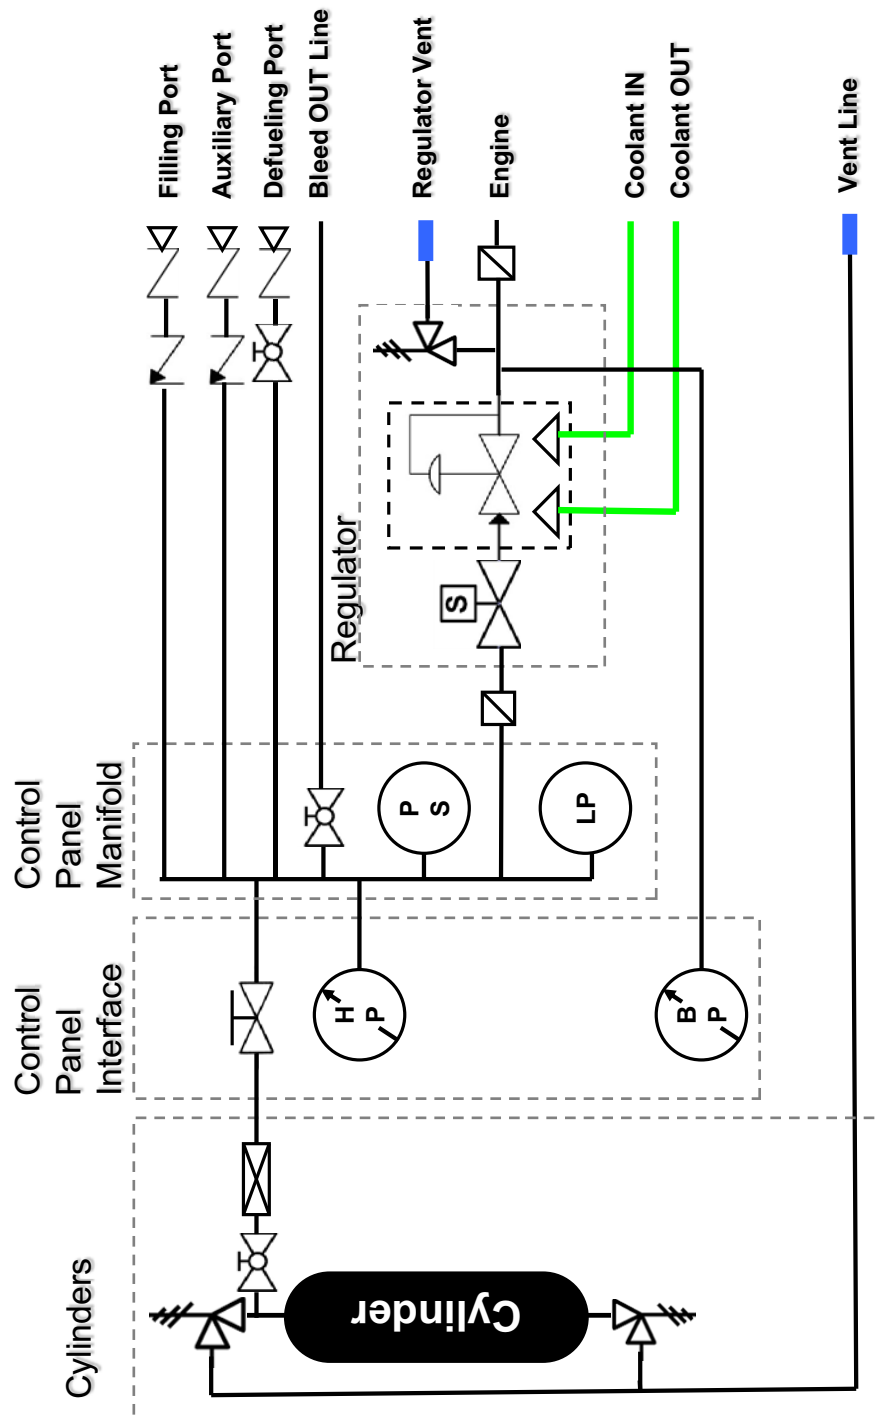 Filling Port
Auxiliary Port
Defueling Port
Bleed OUT Line
Regulator Vent
Engine
Coolant IN
Coolant OUT
Vent Line
Regulator
S
Control
Panel
Manifold
P
S
LP
Control
Panel
Interface
H
P
B
P
Cylinders
Cylinder